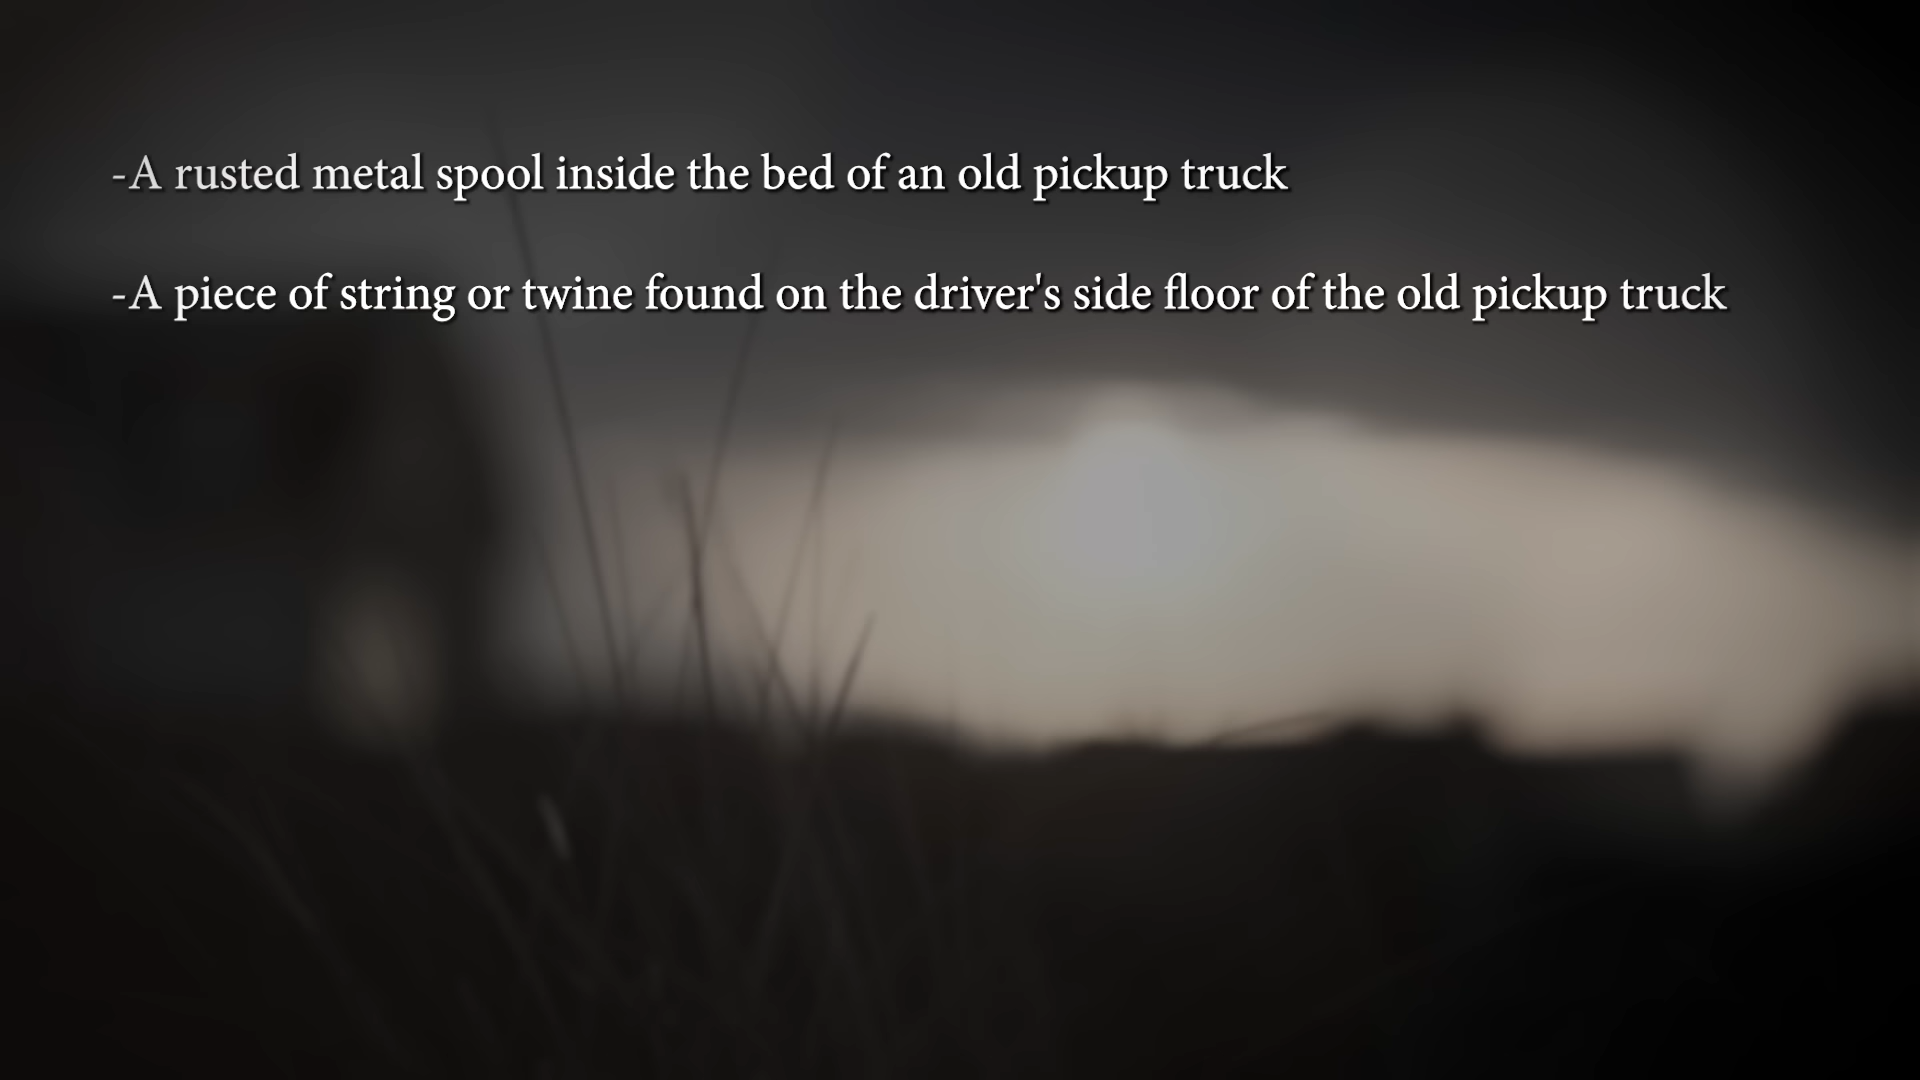 -A rusted metal spool inside the bed of an old pickup truck
-A piece of string or twine found on the driver's side floor of the old pickup truck